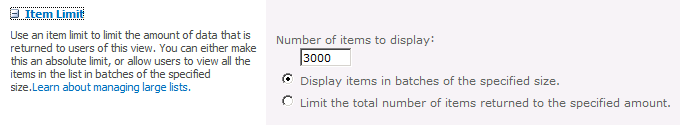 Item Limit
Use an item limit to limit the amount of data that is
returned to users of this view. You can either make
this an absolute limit, or allow users to view all the
items in the list in batches of the specified
size.Learn about managing large lists.
Number of items to display:
3000
Display items in batches of the specified size.
Limit the total number of items returned to the specified amount.